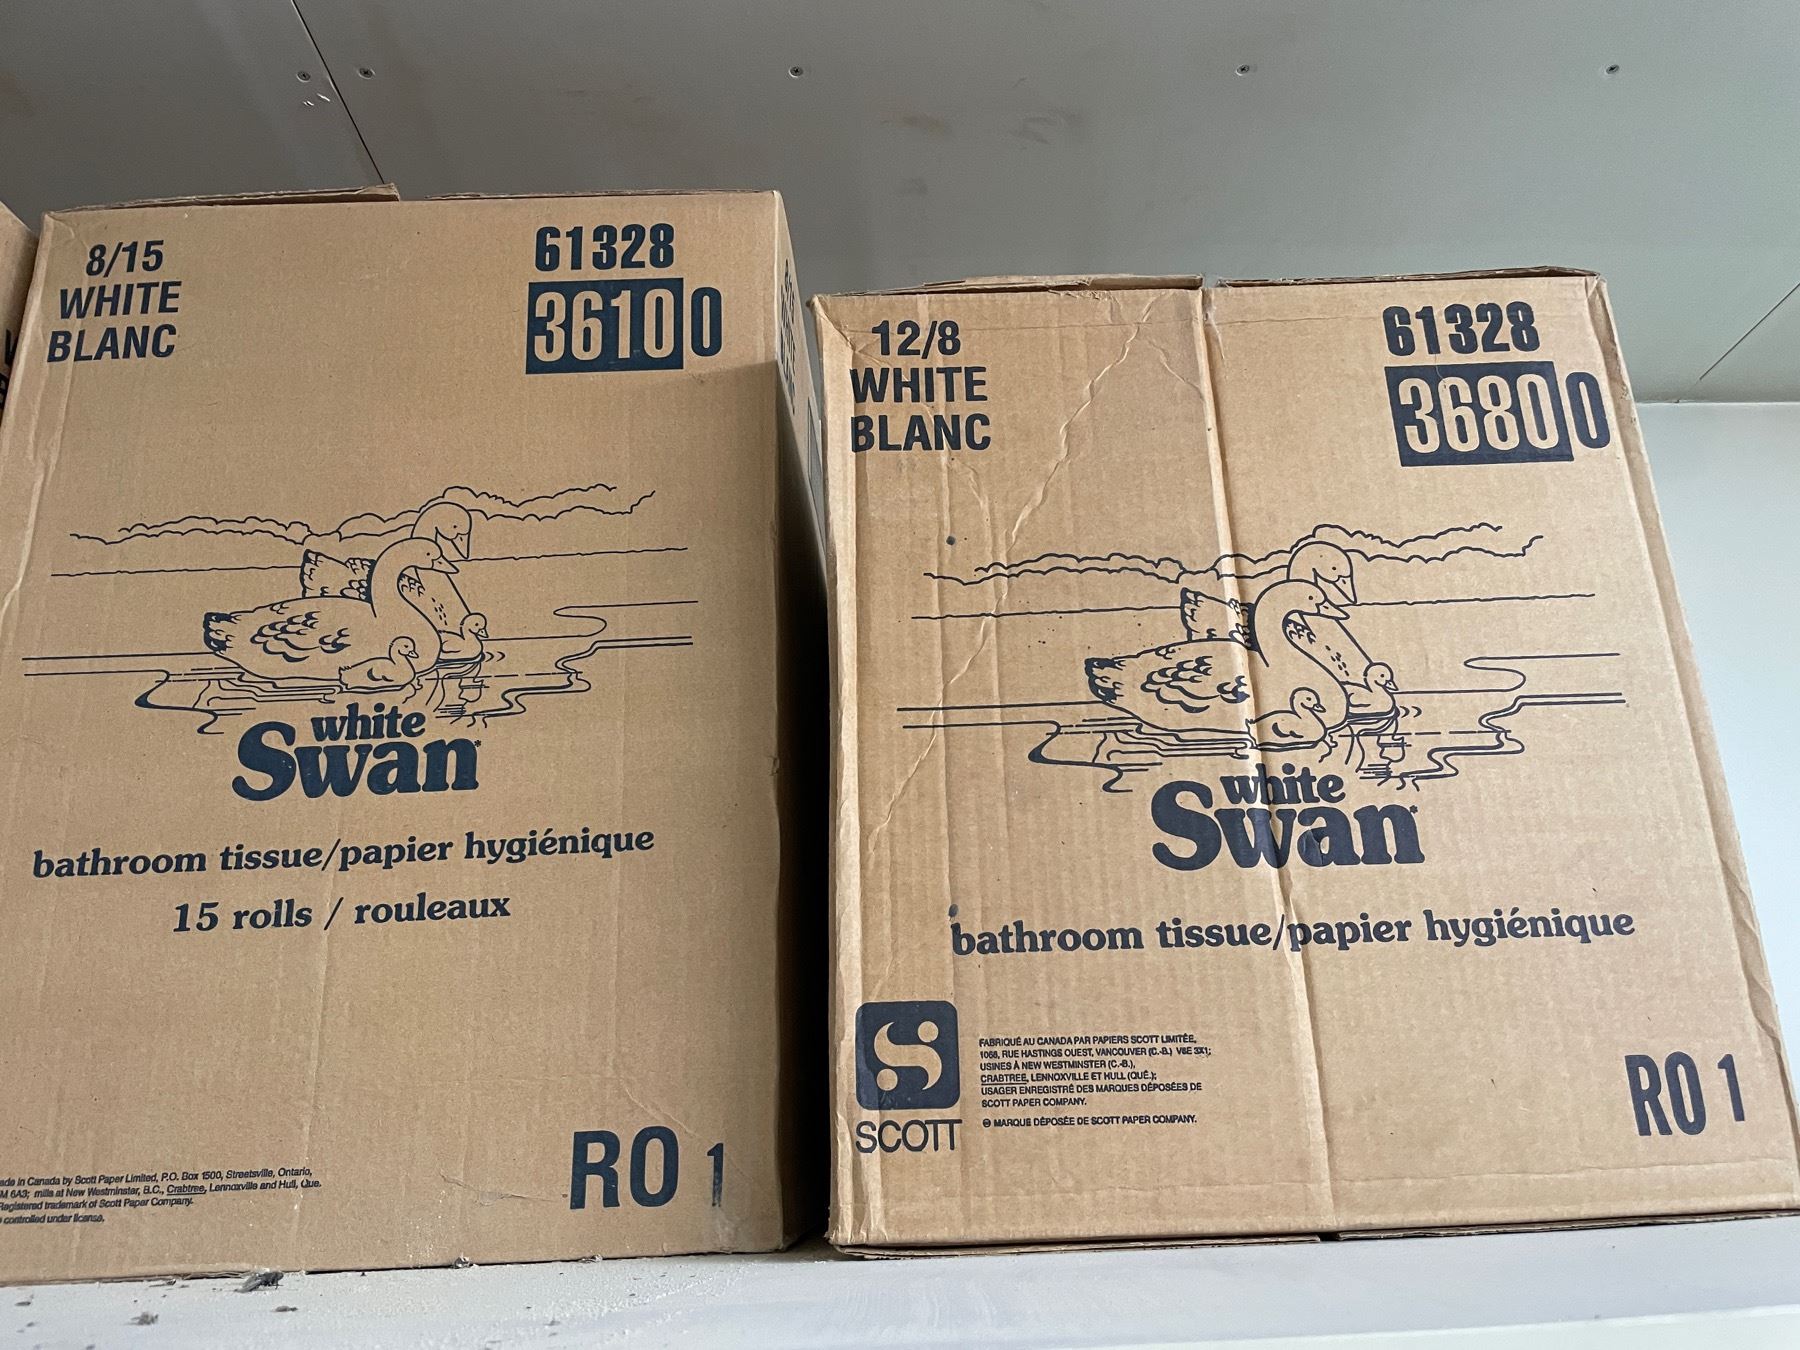 8/15
WHITE
BLANC
61328
36100
white
Swan
bathroom tissue/papier hygiénique
15 rolls / rouleaux
RO 1
ade in Canada by Scott Paper Limited, P.O. Box 1500, Streetsville, Ontario,
M 6A3; mills at New Westminster, B.C., Crabtree, Lennoxville and Hull, Que.
Registered trademark of Scott Paper Company.
controlled under license.
12/8
WHITE
BLANC
61328
36800
white
Swan
bathroom tissue/papier hygiénique
SCOTT
FABRIQUÉ AU CANADA PAR PAPIERS SCOTT LIMITÉE,
1066, RUE HASTINGS OUEST, VANCOUVER (C.-B.) V6E 3X1;
USINES À NEW WESTMINSTER (C.-B.),
CRABTREE, LENNOXVILLE ET HULL (QUÉ.);
USAGER ENREGISTRÉ DES MARQUES DÉPOSÉES DE
SCOTT PAPER COMPANY.
MARQUE DÉPOSÉE DE SCOTT PAPER COMPANY.
RO 1